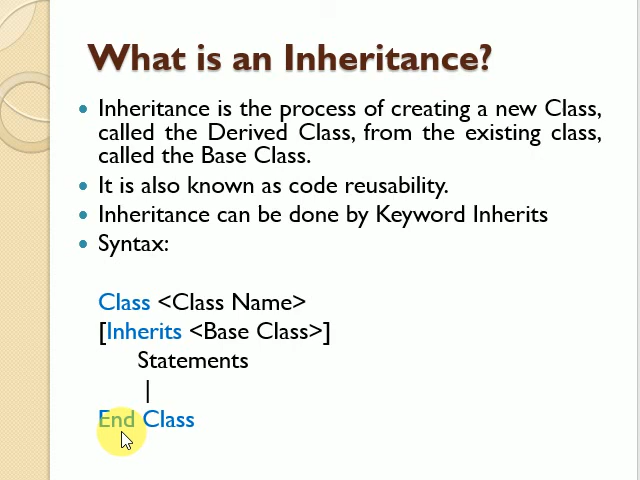 What is an Inheritance?
Inheritance is the process of creating a new Class,
called the Derived Class, from the existing class,
called the Base Class.
It is also known as code reusability.
Inheritance can be done by Keyword Inherits
Syntax:
Class <Class Name>
[Inherits <Base Class>]
Statements
|
End Class